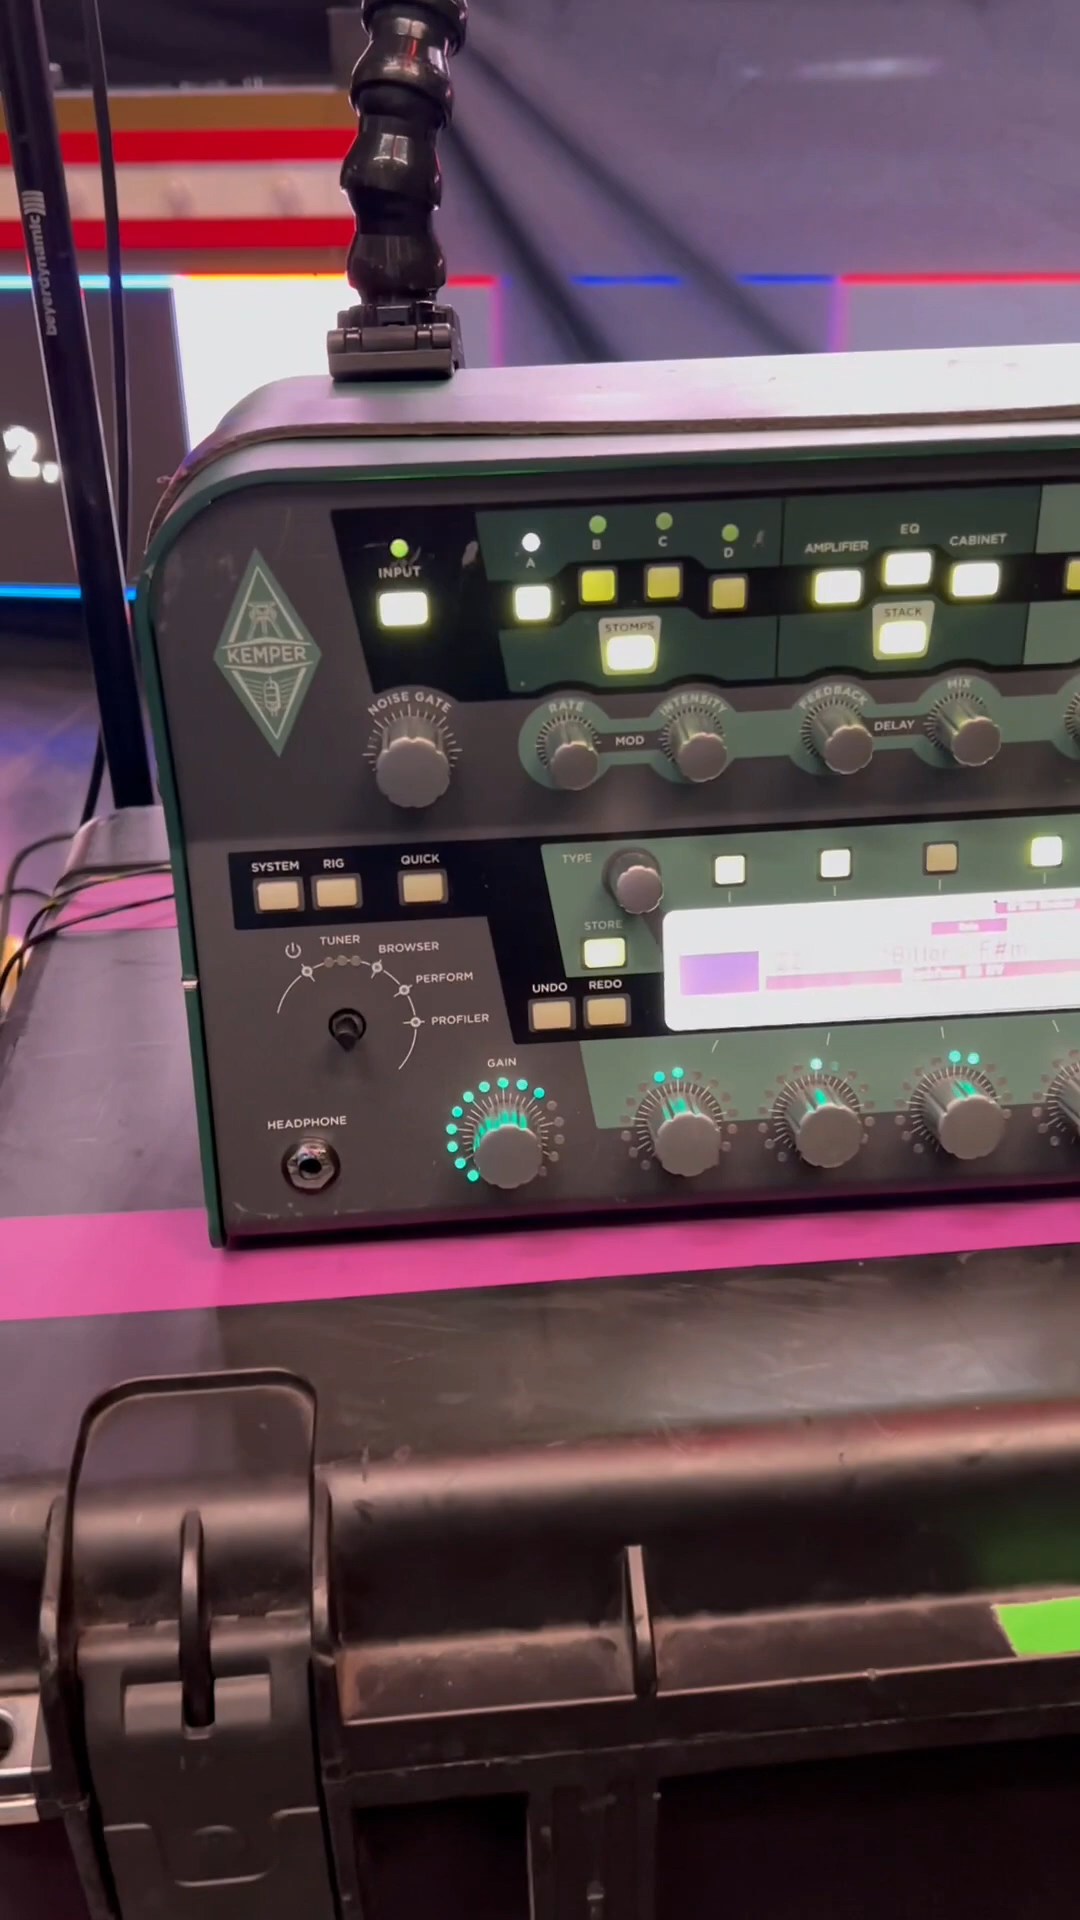 beyerdynamic
2.
INPUT
A
B
C
D
AMPLIFIER
EQ
CABINET
STOMPS
STACK
KEMPER
NOISE GATE
RATE
MOD
INTENSITY
FEEDBACK
DELAY
MIX
SYSTEM
RIG
QUICK
TYPE
STORE
UNDO
REDO
TUNER
BROWSER
PERFORM
PROFILER
GAIN
HEADPHONE
F#m